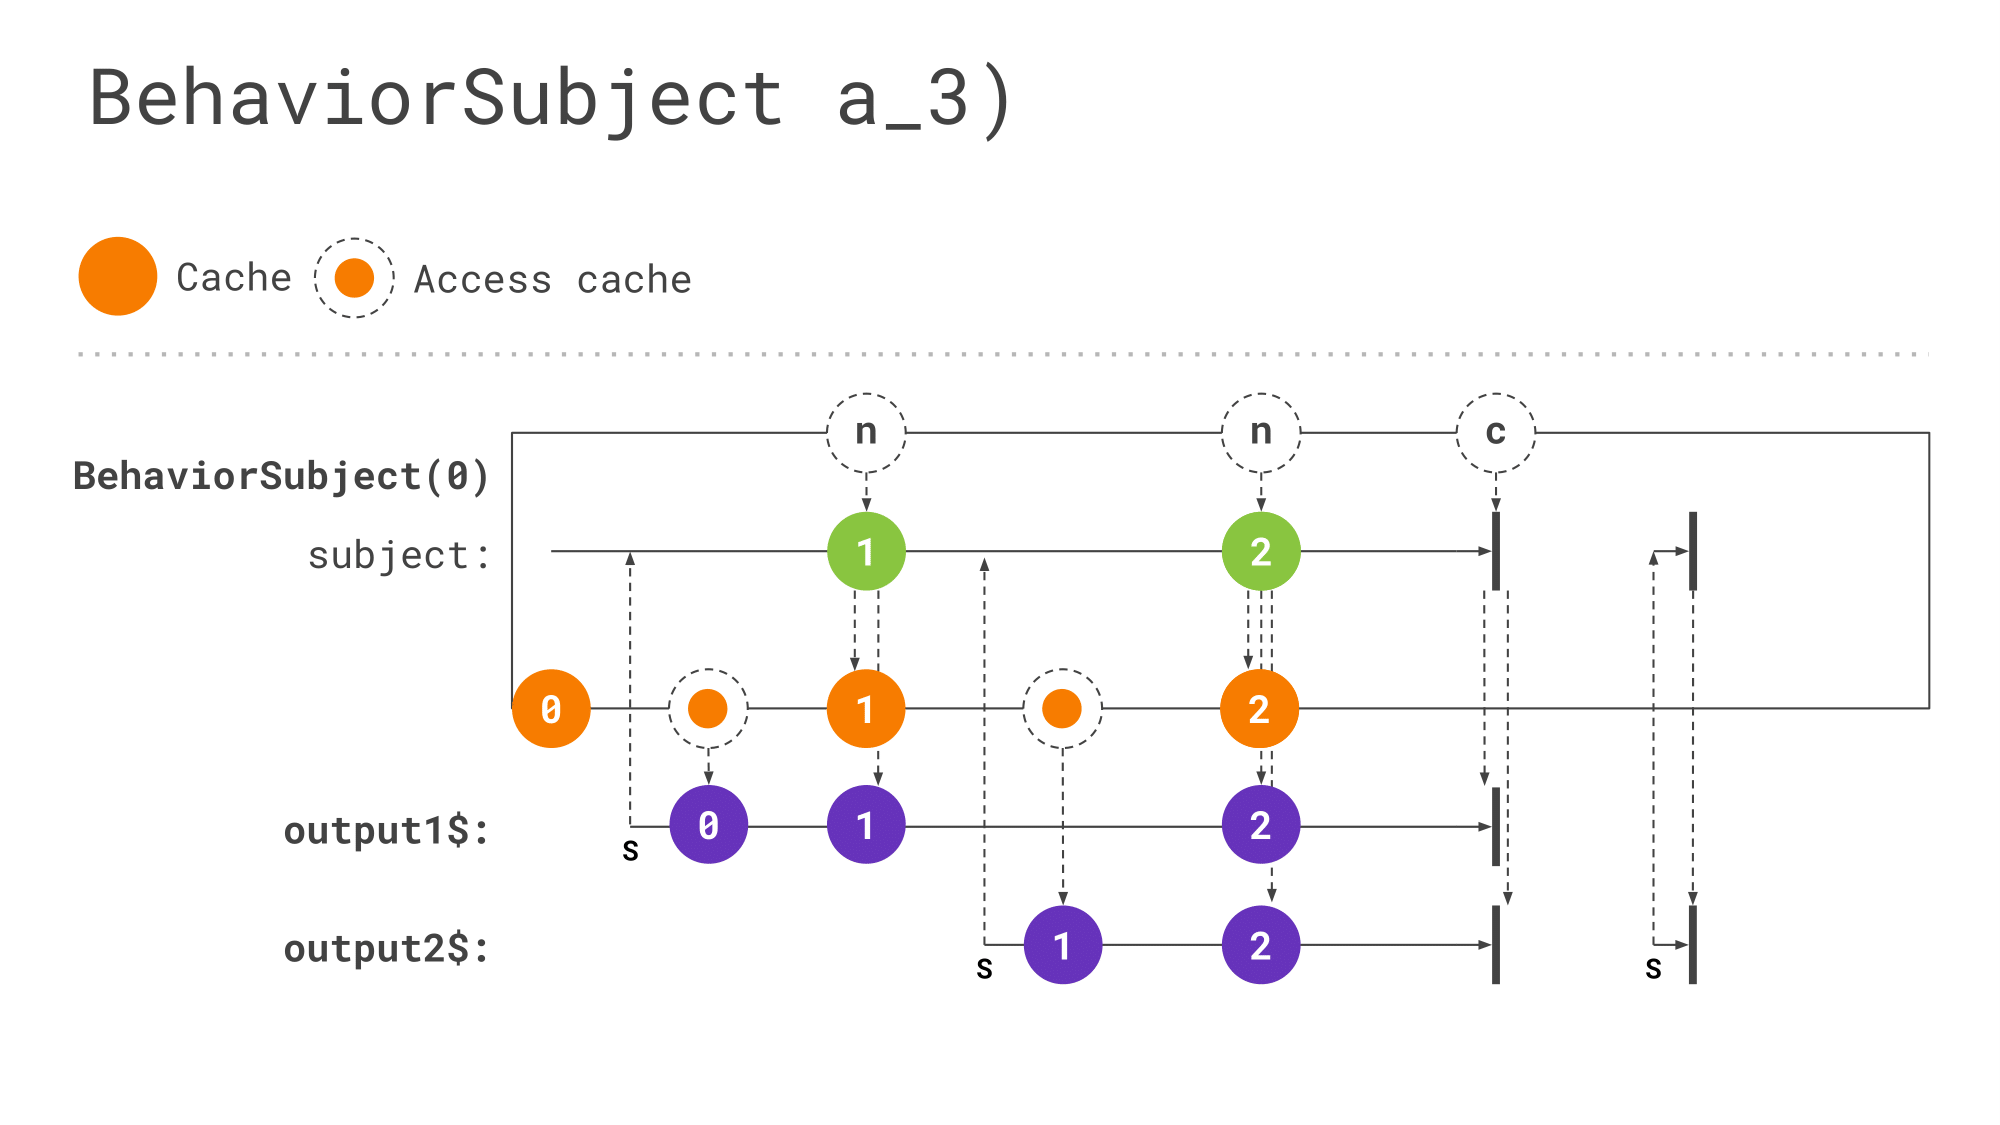 BehaviorSubject a_3)
Cache Access cache
n n c
BehaviorSubject(0)
subject: 1 2
0 1 2
output1$: 0 1 2
s
output2$: 1 2
s s